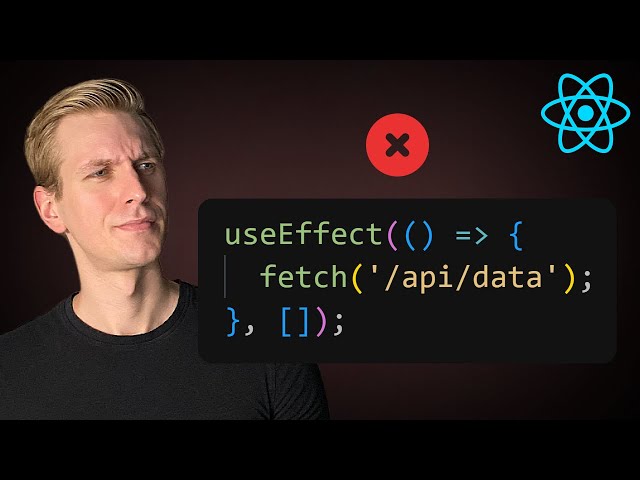 useEffect(() => {
fetch('/api/data');
}, []);